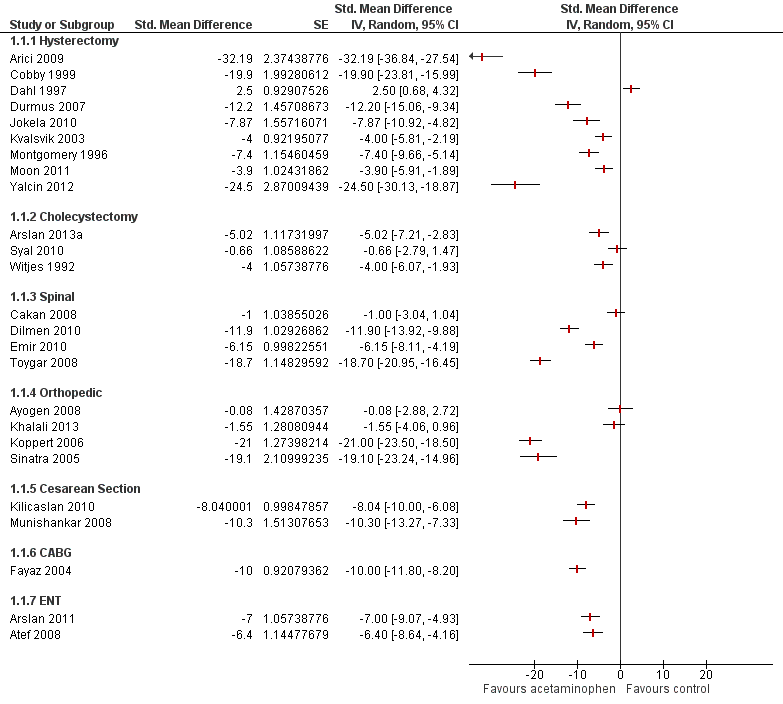 Std. Mean Difference Std. Mean Difference
Study or Subgroup Std. Mean Difference SE IV, Random, 95% CI IV, Random, 95% CI
1.1.1 Hysterectomy
Arici 2009 -32.19 2.37438776 -32.19 [-36.84, -27.54]
Cobby 1999 -19.9 1.99280612 -19.90 [-23.81, -15.99]
Dahl 1997 2.5 0.92907526 2.50 [0.68, 4.32]
Durmus 2007 -12.2 1.45708673 -12.20 [-15.06, -9.34]
Jokela 2010 -7.87 1.55716071 -7.87 [-10.92, -4.82]
Kvalsvik 2003 -4 0.92195077 -4.00 [-5.81, -2.19]
Montgomery 1996 -7.4 1.15460459 -7.40 [-9.66, -5.14]
Moon 2011 -3.9 1.02431862 -3.90 [-5.91, -1.89]
Yalcin 2012 -24.5 2.87009439 -24.50 [-30.13, -18.87]
1.1.2 Cholecystectomy
Arslan 2013a -5.02 1.11731997 -5.02 [-7.21, -2.83]
Syal 2010 -0.66 1.08588622 -0.66 [-2.79, 1.47]
Witjes 1992 -4 1.05738776 -4.00 [-6.07, -1.93]
1.1.3 Spinal
Cakan 2008 -1 1.03855026 -1.00 [-3.04, 1.04]
Dilmen 2010 -11.9 1.02926862 -11.90 [-13.92, -9.88]
Emir 2010 -6.15 0.99822551 -6.15 [-8.11, -4.19]
Toygar 2008 -18.7 1.14829592 -18.70 [-20.95, -16.45]
1.1.4 Orthopedic
Ayogen 2008 -0.08 1.42870357 -0.08 [-2.88, 2.72]
Khalali 2013 -1.55 1.28080944 -1.55 [-4.06, 0.96]
Koppert 2006 -21 1.27398214 -21.00 [-23.50, -18.50]
Sinatra 2005 -19.1 2.10999235 -19.10 [-23.24, -14.96]
1.1.5 Cesarean Section
Kilicaslan 2010 -8.040001 0.99847857 -8.04 [-10.00, -6.08]
Munishankar 2008 -10.3 1.51307653 -10.30 [-13.27, -7.33]
1.1.6 CABG
Fayaz 2004 -10 0.92079362 -10.00 [-11.80, -8.20]
1.1.7 ENT
Arslan 2011 -7 1.05738776 -7.00 [-9.07, -4.93]
Atef 2008 -6.4 1.14477679 -6.40 [-8.64, -4.16]
-20 -10 0 10 20
Favours acetaminophen Favours control